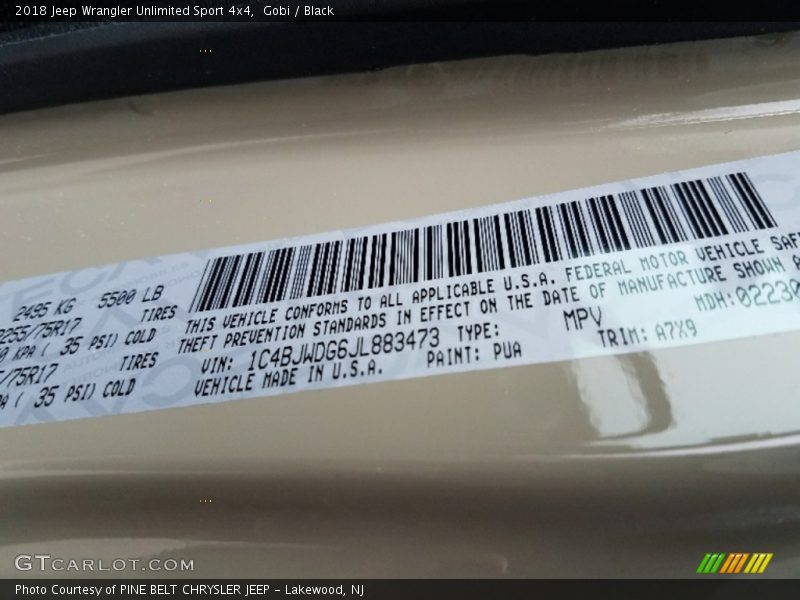 2018 Jeep Wrangler Unlimited Sport 4x4, Gobi / Black
2495 KG 5500 LB
255/75R17 TIRES
KPA ( 35 PSI) COLD
/75R17 TIRES
( 35 PSI) COLD
THIS VEHICLE CONFORMS TO ALL APPLICABLE U.S.A. FEDERAL MOTOR VEHICLE
THEFT PREVENTION STANDARDS IN EFFECT ON THE DATE OF MANUFACTURE SHOWN
VIN: 1C4BJWDG6JL883473 TYPE: MPV MDH:02230
VEHICLE MADE IN U.S.A. PAINT: PUA TRIM: A7X9
GTCARLOT.COM
Photo Courtesy of PINE BELT CHRYSLER JEEP - Lakewood, NJ